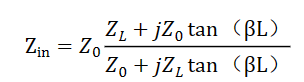 Z_in = Z_0 (Z_L + jZ_0 tan（βL）) / (Z_0 + jZ_L tan（βL）)